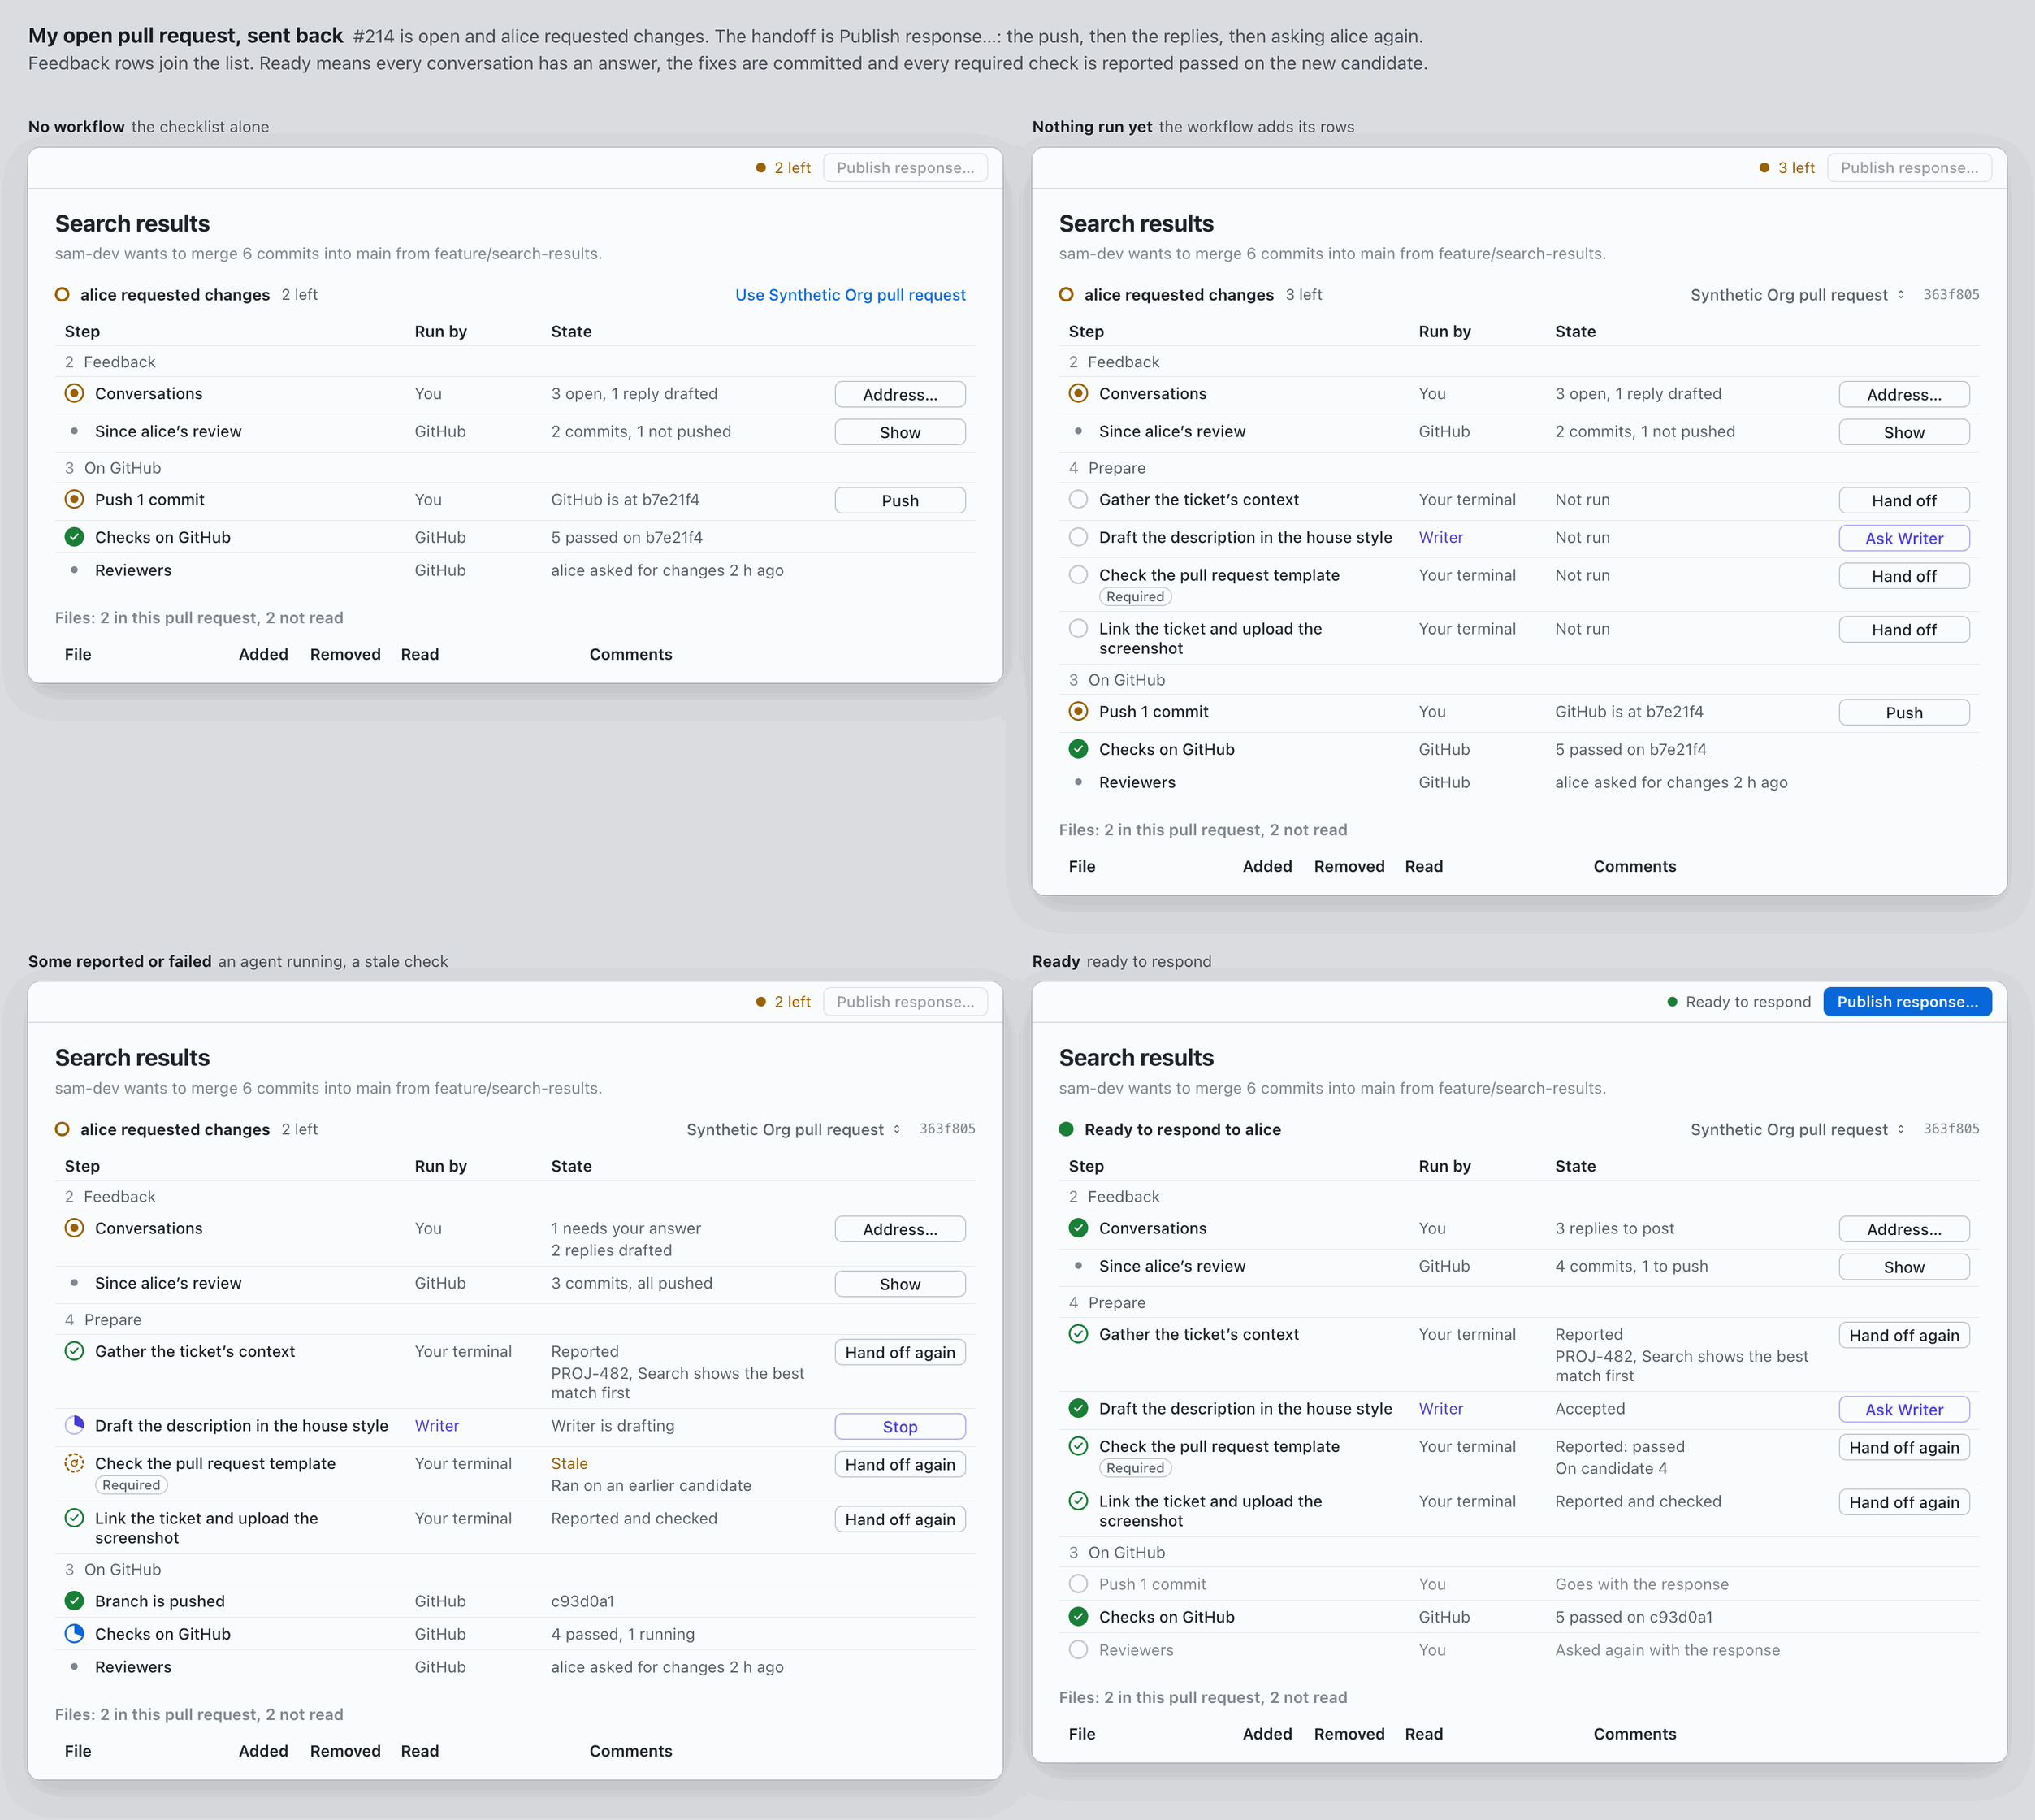 My open pull request, sent back #214 is open and alice requested changes. The handoff is Publish response...: the push, then the replies, then asking alice again.
Feedback rows join the list. Ready means every conversation has an answer, the fixes are committed and every required check is reported passed on the new candidate.
No workflow the checklist alone
2 left Publish response...
Search results
sam-dev wants to merge 6 commits into main from feature/search-results.
alice requested changes 2 left Use Synthetic Org pull request
Step Run by State
2 Feedback
Conversations You 3 open, 1 reply drafted Address...
Since alice’s review GitHub 2 commits, 1 not pushed Show
3 On GitHub
Push 1 commit You GitHub is at b7e21f4 Push
Checks on GitHub GitHub 5 passed on b7e21f4
Reviewers GitHub alice asked for changes 2 h ago
Files: 2 in this pull request, 2 not read
File Added Removed Read Comments
Nothing run yet the workflow adds its rows
3 left Publish response...
Search results
sam-dev wants to merge 6 commits into main from feature/search-results.
alice requested changes 3 left Synthetic Org pull request 363f805
Step Run by State
2 Feedback
Conversations You 3 open, 1 reply drafted Address...
Since alice’s review GitHub 2 commits, 1 not pushed Show
4 Prepare
Gather the ticket’s context Your terminal Not run Hand off
Draft the description in the house style Writer Not run Ask Writer
Check the pull request template Your terminal Not run Hand off
Required
Link the ticket and upload the Your terminal Not run Hand off
screenshot
3 On GitHub
Push 1 commit You GitHub is at b7e21f4 Push
Checks on GitHub GitHub 5 passed on b7e21f4
Reviewers GitHub alice asked for changes 2 h ago
Files: 2 in this pull request, 2 not read
File Added Removed Read Comments
Some reported or failed an agent running, a stale check
2 left Publish response...
Search results
sam-dev wants to merge 6 commits into main from feature/search-results.
alice requested changes 2 left Synthetic Org pull request 363f805
Step Run by State
2 Feedback
Conversations You 1 needs your answer Address...
2 replies drafted
Since alice’s review GitHub 3 commits, all pushed Show
4 Prepare
Gather the ticket’s context Your terminal Reported Hand off again
PROJ-482, Search shows the best
match first
Draft the description in the house style Writer Writer is drafting Stop
Check the pull request template Your terminal Stale Hand off again
Required Ran on an earlier candidate
Link the ticket and upload the Your terminal Reported and checked Hand off again
screenshot
3 On GitHub
Branch is pushed GitHub c93d0a1
Checks on GitHub GitHub 4 passed, 1 running
Reviewers GitHub alice asked for changes 2 h ago
Files: 2 in this pull request, 2 not read
File Added Removed Read Comments
Ready ready to respond
Ready to respond Publish response...
Search results
sam-dev wants to merge 6 commits into main from feature/search-results.
Ready to respond to alice Synthetic Org pull request 363f805
Step Run by State
2 Feedback
Conversations You 3 replies to post Address...
Since alice’s review GitHub 4 commits, 1 to push Show
4 Prepare
Gather the ticket’s context Your terminal Reported Hand off again
PROJ-482, Search shows the best
match first
Draft the description in the house style Writer Accepted Ask Writer
Check the pull request template Your terminal Reported: passed Hand off again
Required On candidate 4
Link the ticket and upload the Your terminal Reported and checked Hand off again
screenshot
3 On GitHub
Push 1 commit You Goes with the response
Checks on GitHub GitHub 5 passed on c93d0a1
Reviewers You Asked again with the response
Files: 2 in this pull request, 2 not read
File Added Removed Read Comments